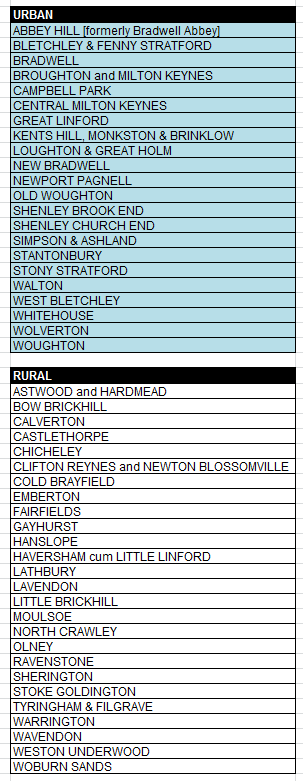 URBAN
ABBEY HILL [formerly Bradwell Abbey]
BLETCHLEY & FENNY STRATFORD
BRADWELL
BROUGHTON and MILTON KEYNES
CAMPBELL PARK
CENTRAL MILTON KEYNES
GREAT LINFORD
KENTS HILL, MONKSTON & BRINKLOW
LOUGHTON & GREAT HOLM
NEW BRADWELL
NEWPORT PAGNELL
OLD WOUGHTON
SHENLEY BROOK END
SHENLEY CHURCH END
SIMPSON & ASHLAND
STANTONBURY
STONY STRATFORD
WALTON
WEST BLETCHLEY
WHITEHOUSE
WOLVERTON
WOUGHTON
RURAL
ASTWOOD and HARDMEAD
BOW BRICKHILL
CALVERTON
CASTLETHORPE
CHICHELEY
CLIFTON REYNES and NEWTON BLOSSOMVILLE
COLD BRAYFIELD
EMBERTON
FAIRFIELDS
GAYHURST
HANSLOPE
HAVERSHAM cum LITTLE LINFORD
LATHBURY
LAVENDON
LITTLE BRICKHILL
MOULSOE
NORTH CRAWLEY
OLNEY
RAVENSTONE
SHERINGTON
STOKE GOLDINGTON
TYRINGHAM & FILGRAVE
WARRINGTON
WAVENDON
WESTON UNDERWOOD
WOBURN SANDS